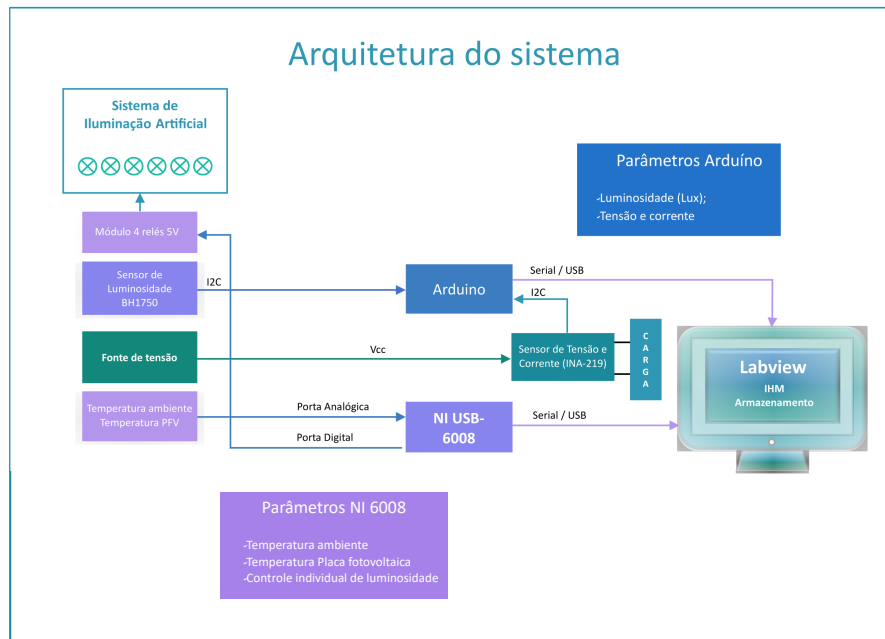 Arquitetura do sistema
Sistema de
Iluminação Artificial
Parâmetros Arduíno
-Luminosidade (Lux);
-Tensão e corrente
Módulo 4 relés 5V
Sensor de
Luminosidade
BH1750
I2C
Arduino
Serial / USB
I2C
Fonte de tensão
Vcc
Sensor de Tensão e
Corrente (INA-219)
C
A
R
G
A
Labview
IHM
Armazenamento
Temperatura ambiente
Temperatura PFV
Porta Analógica
Porta Digital
NI USB-
6008
Serial / USB
Parâmetros NI 6008
-Temperatura ambiente
-Temperatura Placa fotovoltaica
-Controle individual de luminosidade